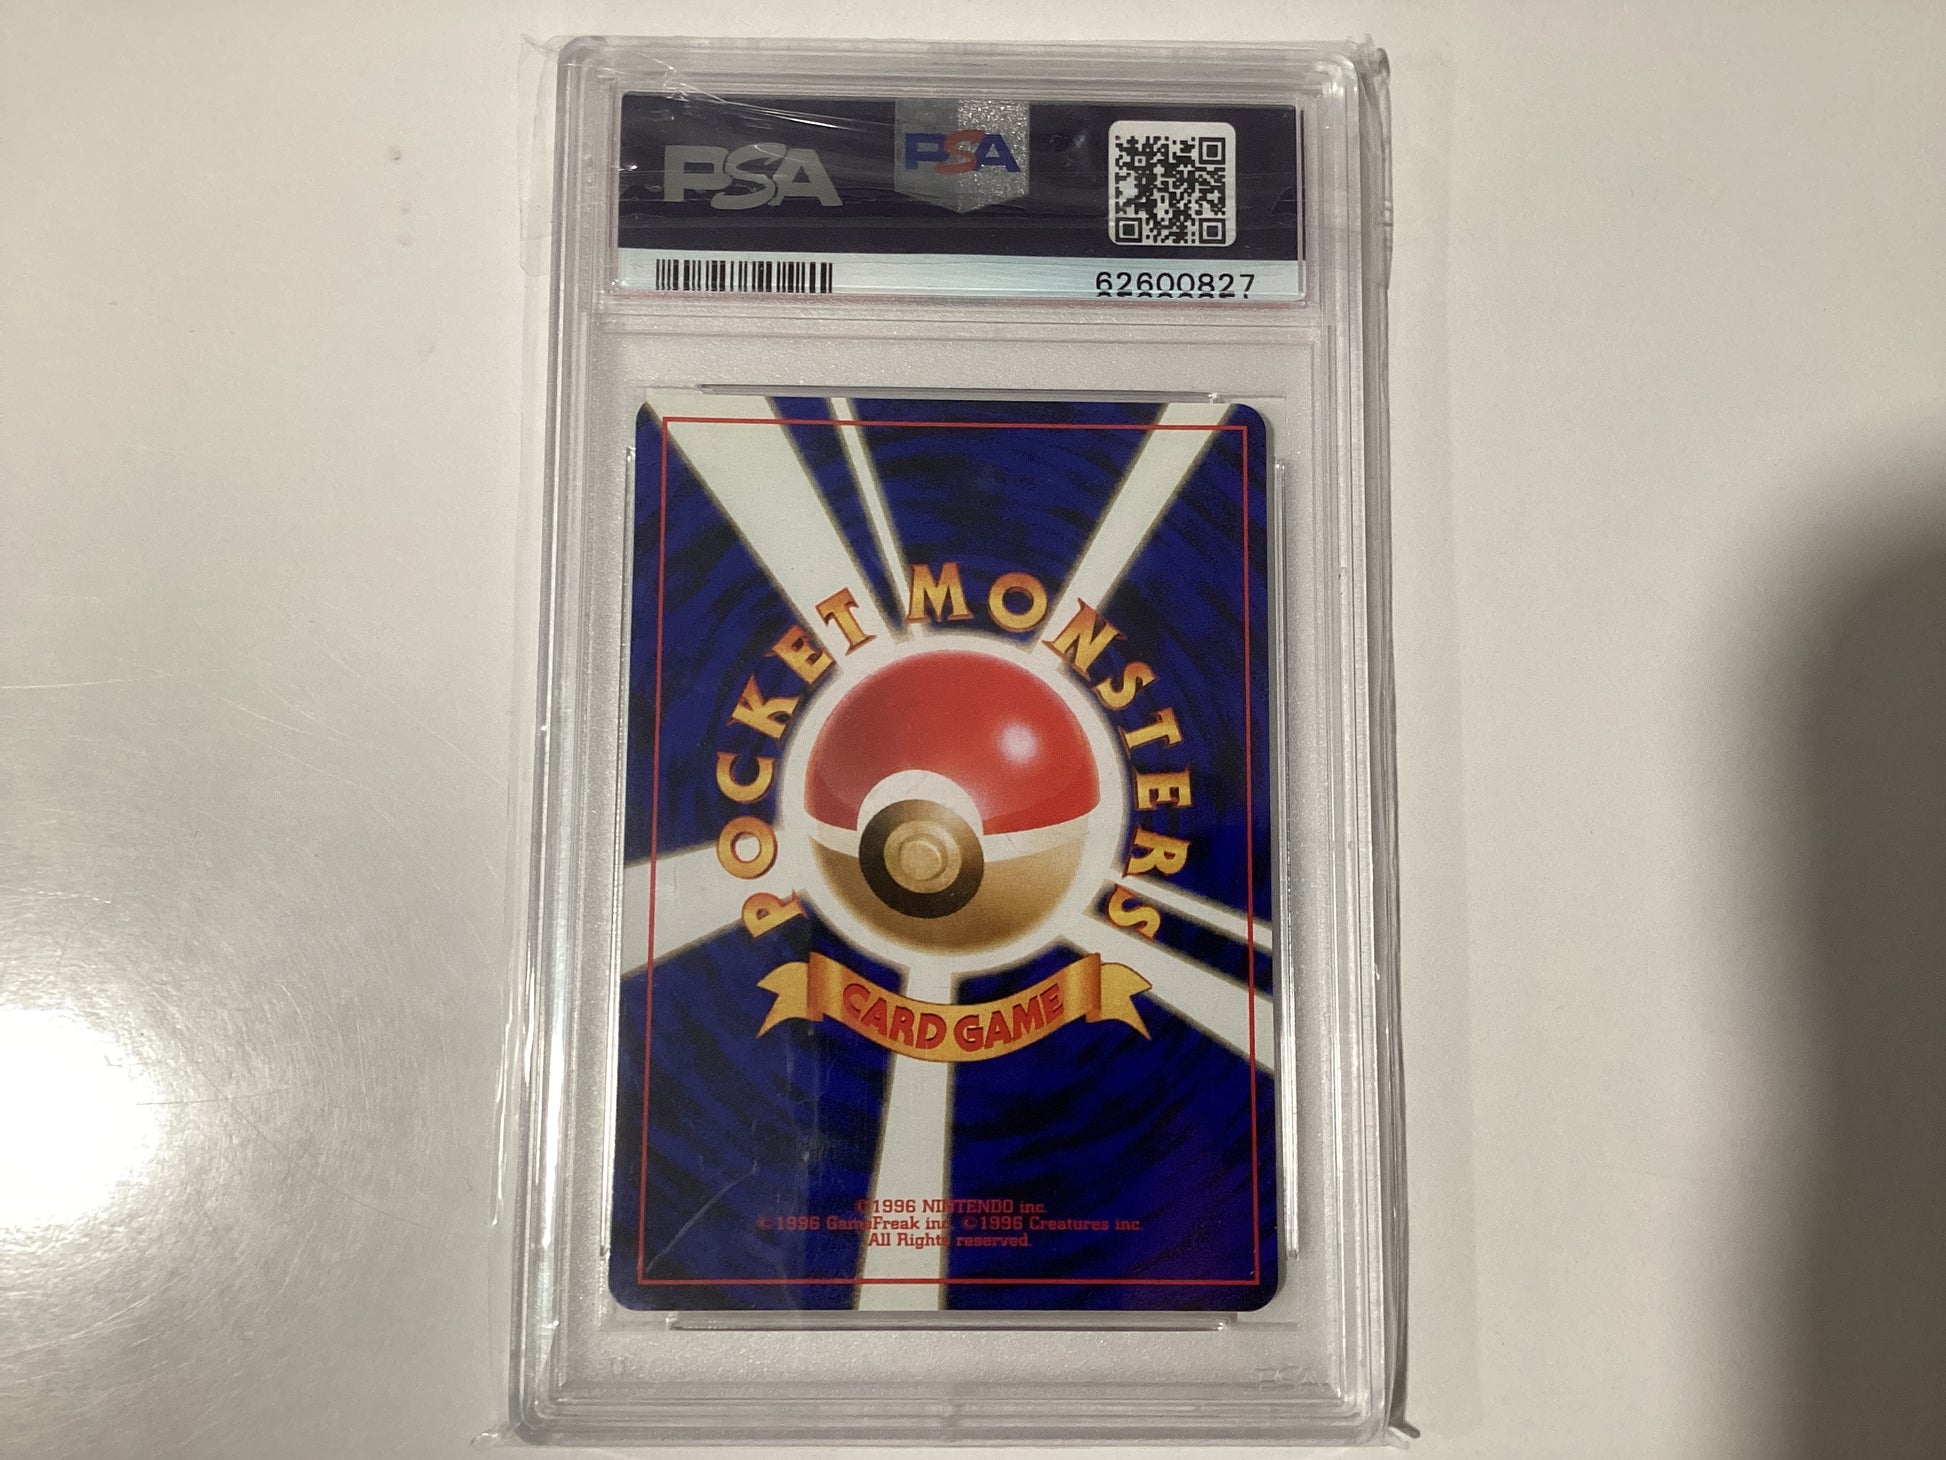 PSA
PSA
62600827
POCKET MONSTERS
CARD GAME
©1996 NINTENDO inc.
©1996 GameFreak inc. ©1996 Creatures inc.
All Rights reserved.
PSA